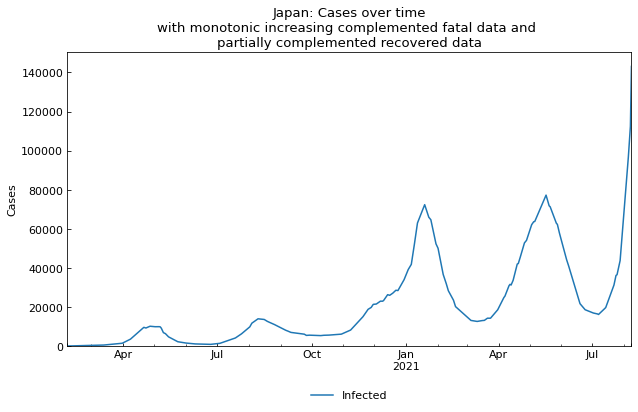 Japan: Cases over time
with monotonic increasing complemented fatal data and
partially complemented recovered data
140000
120000
100000
80000
60000
40000
20000
0
Cases
Apr Jul Oct Jan Apr Jul
2021
Infected